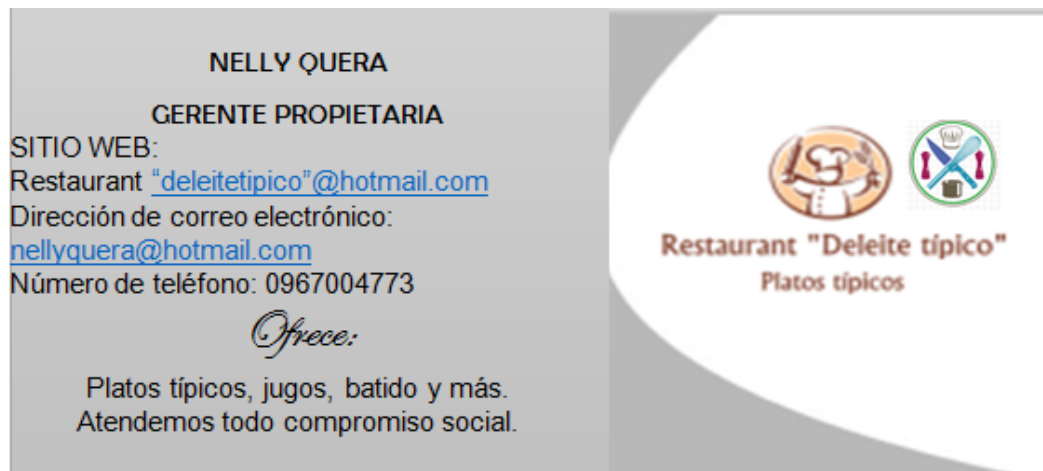 NELLY QUERA
GERENTE PROPIETARIA
SITIO WEB:
Restaurant “deleitetipico”@hotmail.com
Dirección de correo electrónico:
nellyquera@hotmail.com
Número de teléfono: 0967004773
Ofrece:
Platos típicos, jugos, batido y más.
Atendemos todo compromiso social.
Restaurant "Deleite típico"
Platos típicos